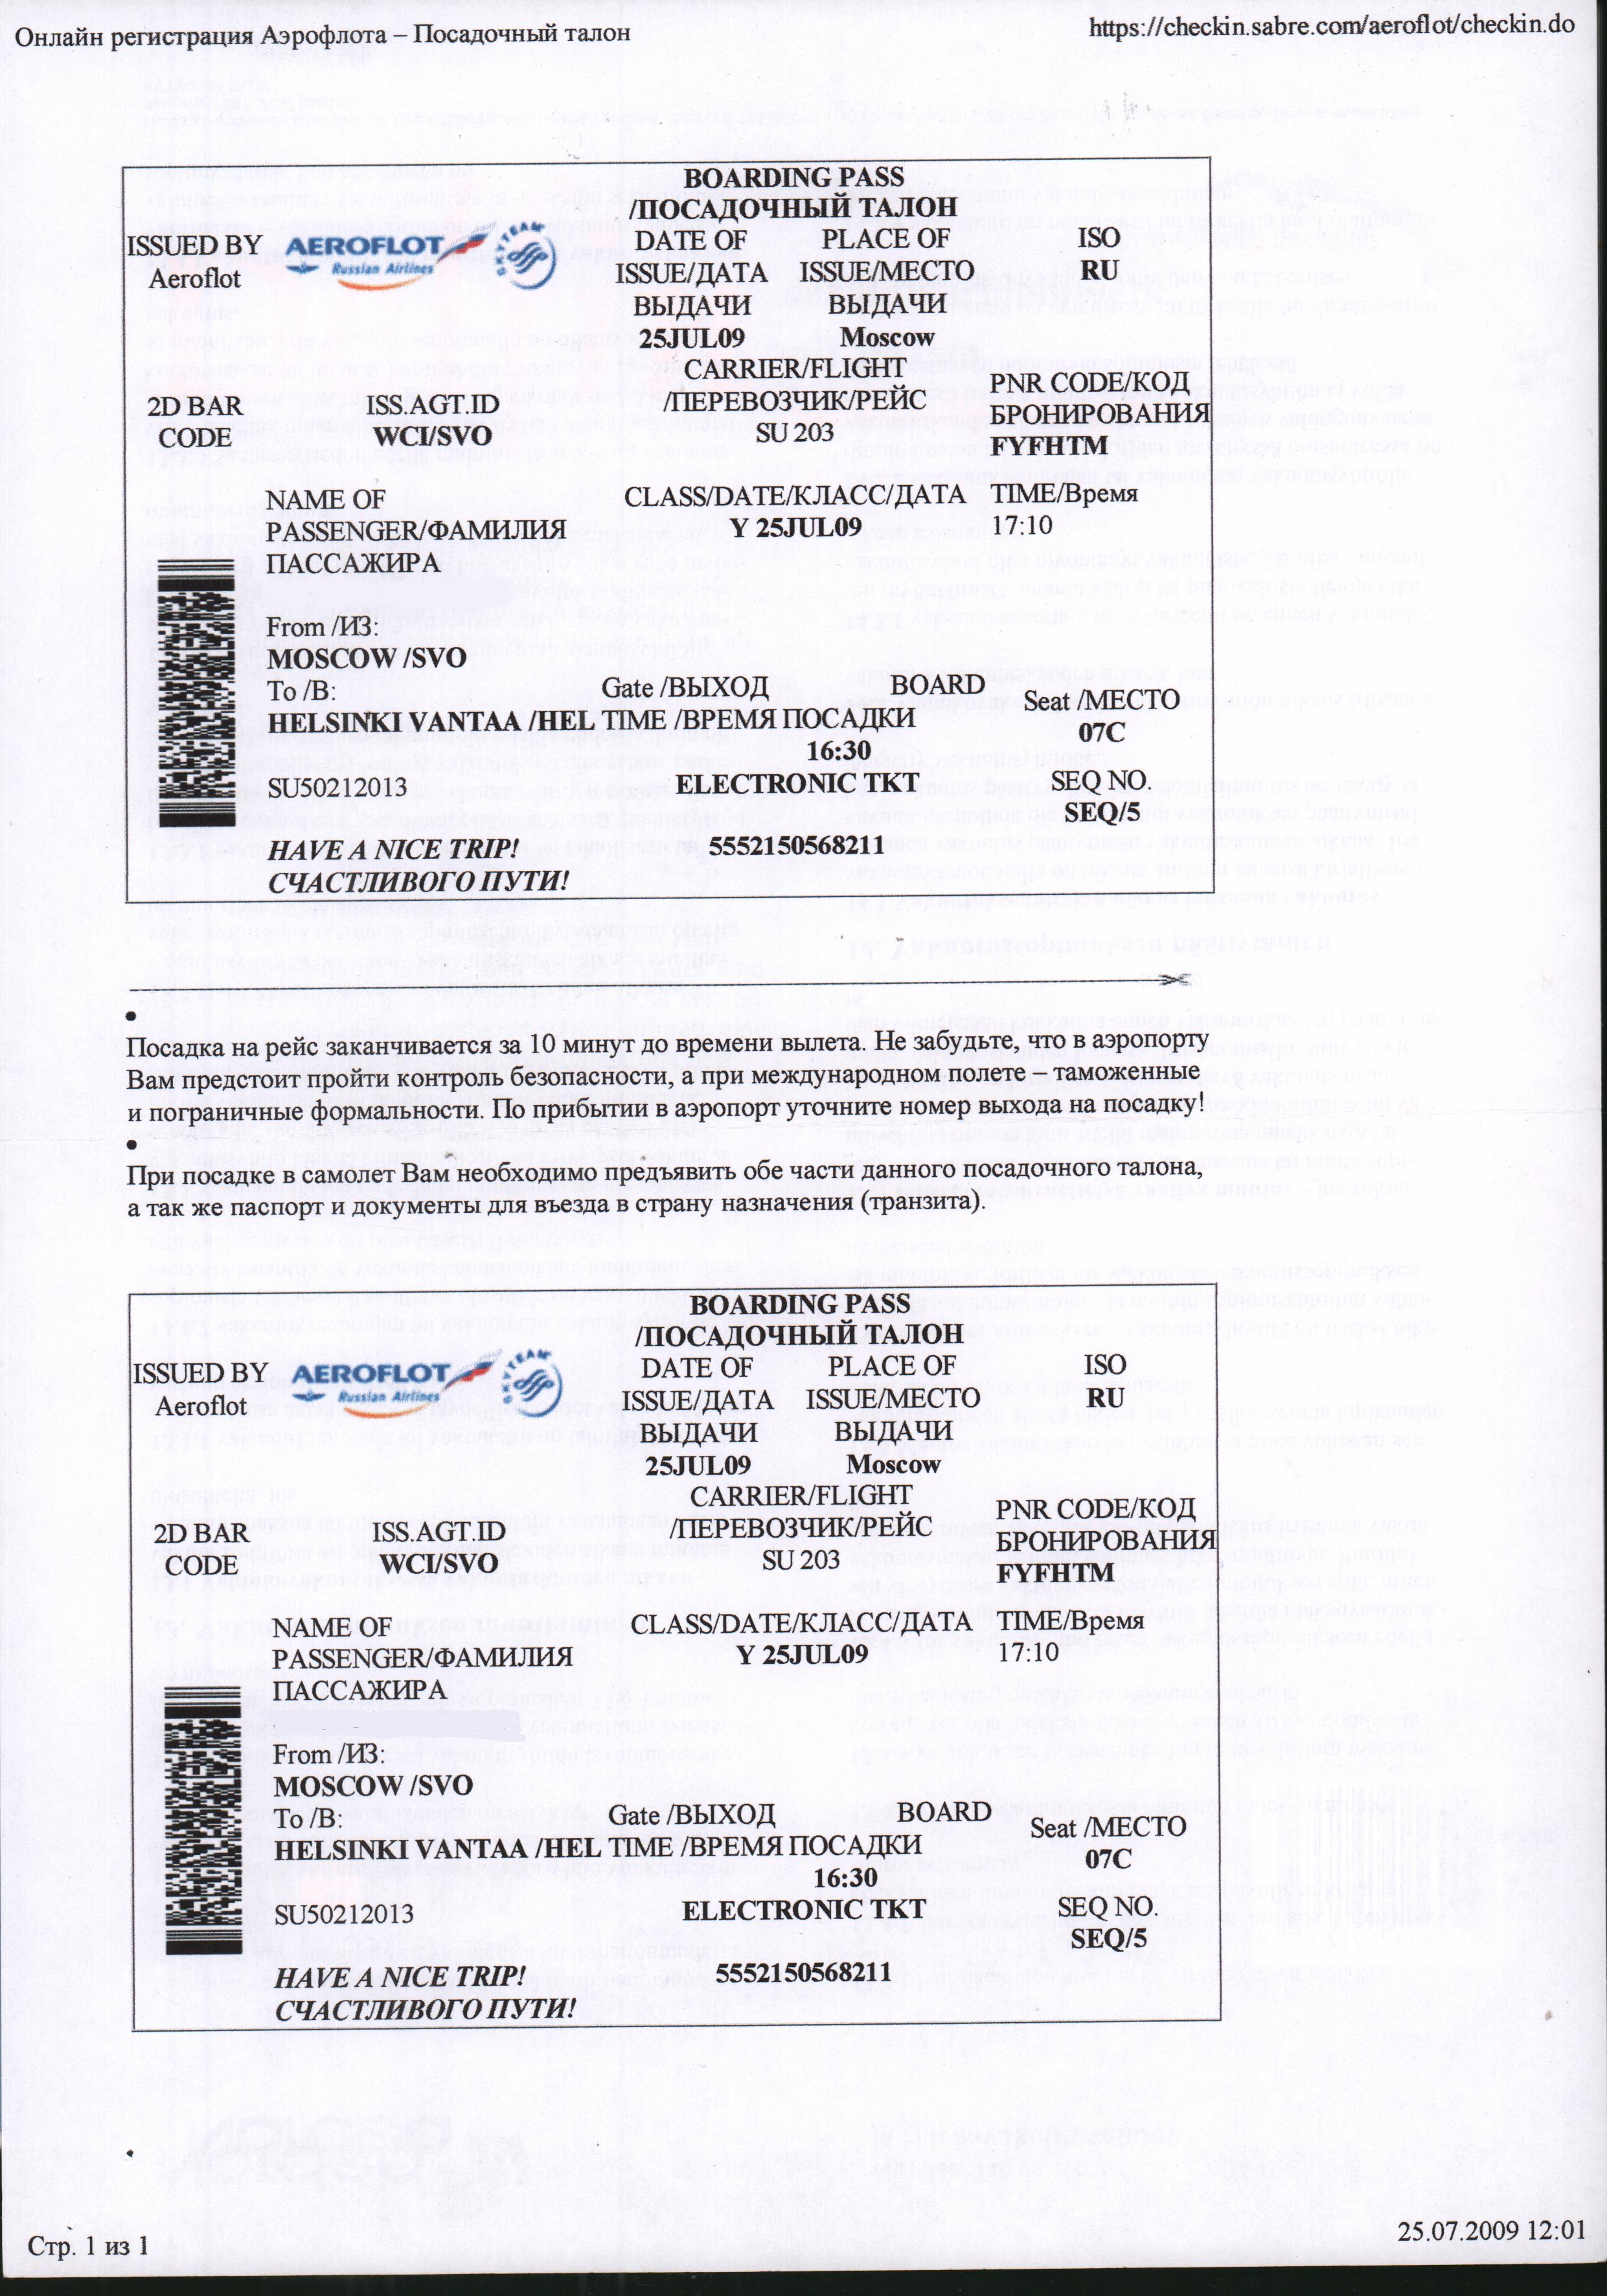 Онлайн регистрация Аэрофлота – Посадочный талон https://checkin.sabre.com/aeroflot/checkin.do
BOARDING PASS
/ПОСАДОЧНЫЙ ТАЛОН
ISSUED BY
Aeroflot
AEROFLOT
Russian Airlines
SKYTEAM
DATE OF
ISSUE/ДАТА
ВЫДАЧИ
25JUL09
PLACE OF
ISSUE/МЕСТО
ВЫДАЧИ
Moscow
ISO
RU
2D BAR
CODE
ISS.AGT.ID
WCI/SVO
CARRIER/FLIGHT
/ПЕРЕВОЗЧИК/РЕЙС
SU 203
PNR CODE/КОД
БРОНИРОВАНИЯ
FYFHTM
NAME OF
PASSENGER/ФАМИЛИЯ
ПАССАЖИРА
CLASS/DATE/КЛАСС/ДАТА
Y 25JUL09
TIME/Время
17:10
From /ИЗ:
MOSCOW /SVO
To /В:
HELSINKI VANTAA /HEL
Gate /ВЫХОД BOARD
TIME /ВРЕМЯ ПОСАДКИ
16:30
Seat /МЕСТО
07C
SU50212013
ELECTRONIC TKT
5552150568211
SEQ NO
SEQ/5
HAVE A NICE TRIP!
СЧАСТЛИВОГО ПУТИ!
Посадка на рейс заканчивается за 10 минут до времени вылета. Не забудьте, что в аэропорту
Вам предстоит пройти контроль безопасности, а при международном полете – таможенные
и пограничные формальности. По прибытии в аэропорт уточните номер выхода на посадку!
При посадке в самолет Вам необходимо предъявить обе части данного посадочного талона,
а так же паспорт и документы для въезда в страну назначения (транзита).
BOARDING PASS
/ПОСАДОЧНЫЙ ТАЛОН
ISSUED BY
Aeroflot
AEROFLOT
Russian Airlines
SKYTEAM
DATE OF
ISSUE/ДАТА
ВЫДАЧИ
25JUL09
PLACE OF
ISSUE/МЕСТО
ВЫДАЧИ
Moscow
ISO
RU
2D BAR
CODE
ISS.AGT.ID
WCI/SVO
CARRIER/FLIGHT
/ПЕРЕВОЗЧИК/РЕЙС
SU 203
PNR CODE/КОД
БРОНИРОВАНИЯ
FYFHTM
NAME OF
PASSENGER/ФАМИЛИЯ
ПАССАЖИРА
CLASS/DATE/КЛАСС/ДАТА
Y 25JUL09
TIME/Время
17:10
From /ИЗ:
MOSCOW /SVO
To /В:
HELSINKI VANTAA /HEL
Gate /ВЫХОД BOARD
TIME /ВРЕМЯ ПОСАДКИ
16:30
Seat /МЕСТО
07C
SU50212013
ELECTRONIC TKT
5552150568211
SEQ NO.
SEQ/5
HAVE A NICE TRIP!
СЧАСТЛИВОГО ПУТИ!
Стр. 1 из 1 25.07.2009 12:01